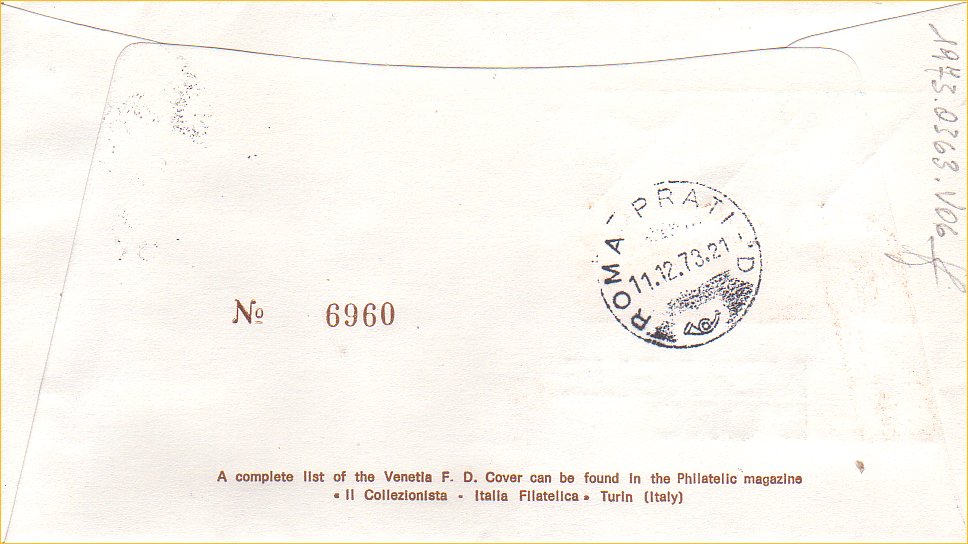 ROMA - PRATI - "D"
11.12.73.21
No 6960
A complete list of the Venetia F. D. Cover can be found in the Philatelic magazine
« Il Collezionista - Italia Filatelica » Turin (Italy)